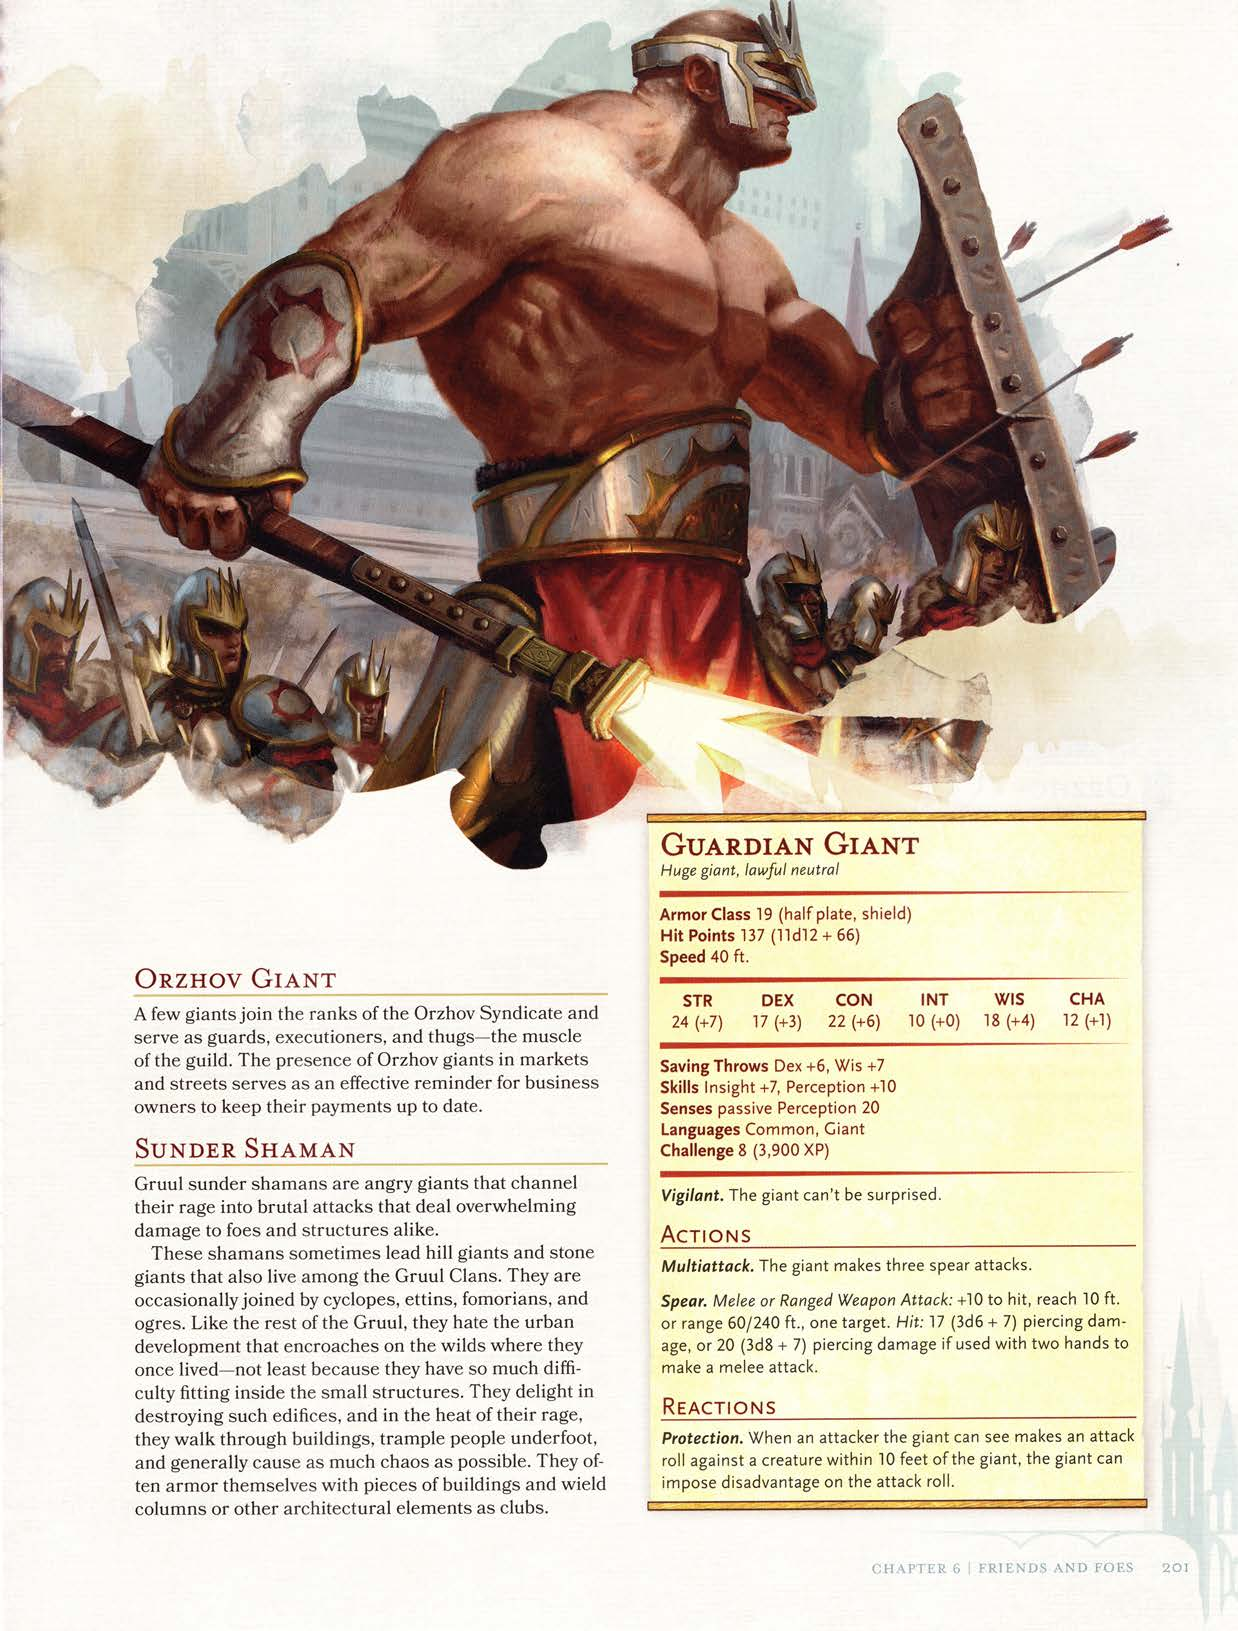 ORZHOV GIANT
A few giants join the ranks of the Orzhov Syndicate and
serve as guards, executioners, and thugs—the muscle
of the guild. The presence of Orzhov giants in markets
and streets serves as an effective reminder for business
owners to keep their payments up to date.
SUNDER SHAMAN
Gruul sunder shamans are angry giants that channel
their rage into brutal attacks that deal overwhelming
damage to foes and structures alike.
These shamans sometimes lead hill giants and stone
giants that also live among the Gruul Clans. They are
occasionally joined by cyclopes, ettins, fomorians, and
ogres. Like the rest of the Gruul, they hate the urban
development that encroaches on the wilds where they
once lived—not least because they have so much diffi-
culty fitting inside the small structures. They delight in
destroying such edifices, and in the heat of their rage,
they walk through buildings, trample people underfoot,
and generally cause as much chaos as possible. They of-
ten armor themselves with pieces of buildings and wield
columns or other architectural elements as clubs.
GUARDIAN GIANT
Huge giant, lawful neutral
Armor Class 19 (half plate, shield)
Hit Points 137 (11d12 + 66)
Speed 40 ft.
STR DEX CON INT WIS CHA
24 (+7) 17 (+3) 22 (+6) 10 (+0) 18 (+4) 12 (+1)
Saving Throws Dex +6, Wis +7
Skills Insight +7, Perception +10
Senses passive Perception 20
Languages Common, Giant
Challenge 8 (3,900 XP)
Vigilant. The giant can't be surprised.
ACTIONS
Multiattack. The giant makes three spear attacks.
Spear. Melee or Ranged Weapon Attack: +10 to hit, reach 10 ft.
or range 60/240 ft., one target. Hit: 17 (3d6 + 7) piercing dam-
age, or 20 (3d8 + 7) piercing damage if used with two hands to
make a melee attack.
REACTIONS
Protection. When an attacker the giant can see makes an attack
roll against a creature within 10 feet of the giant, the giant can
impose disadvantage on the attack roll.
CHAPTER 6 | FRIENDS AND FOES 201